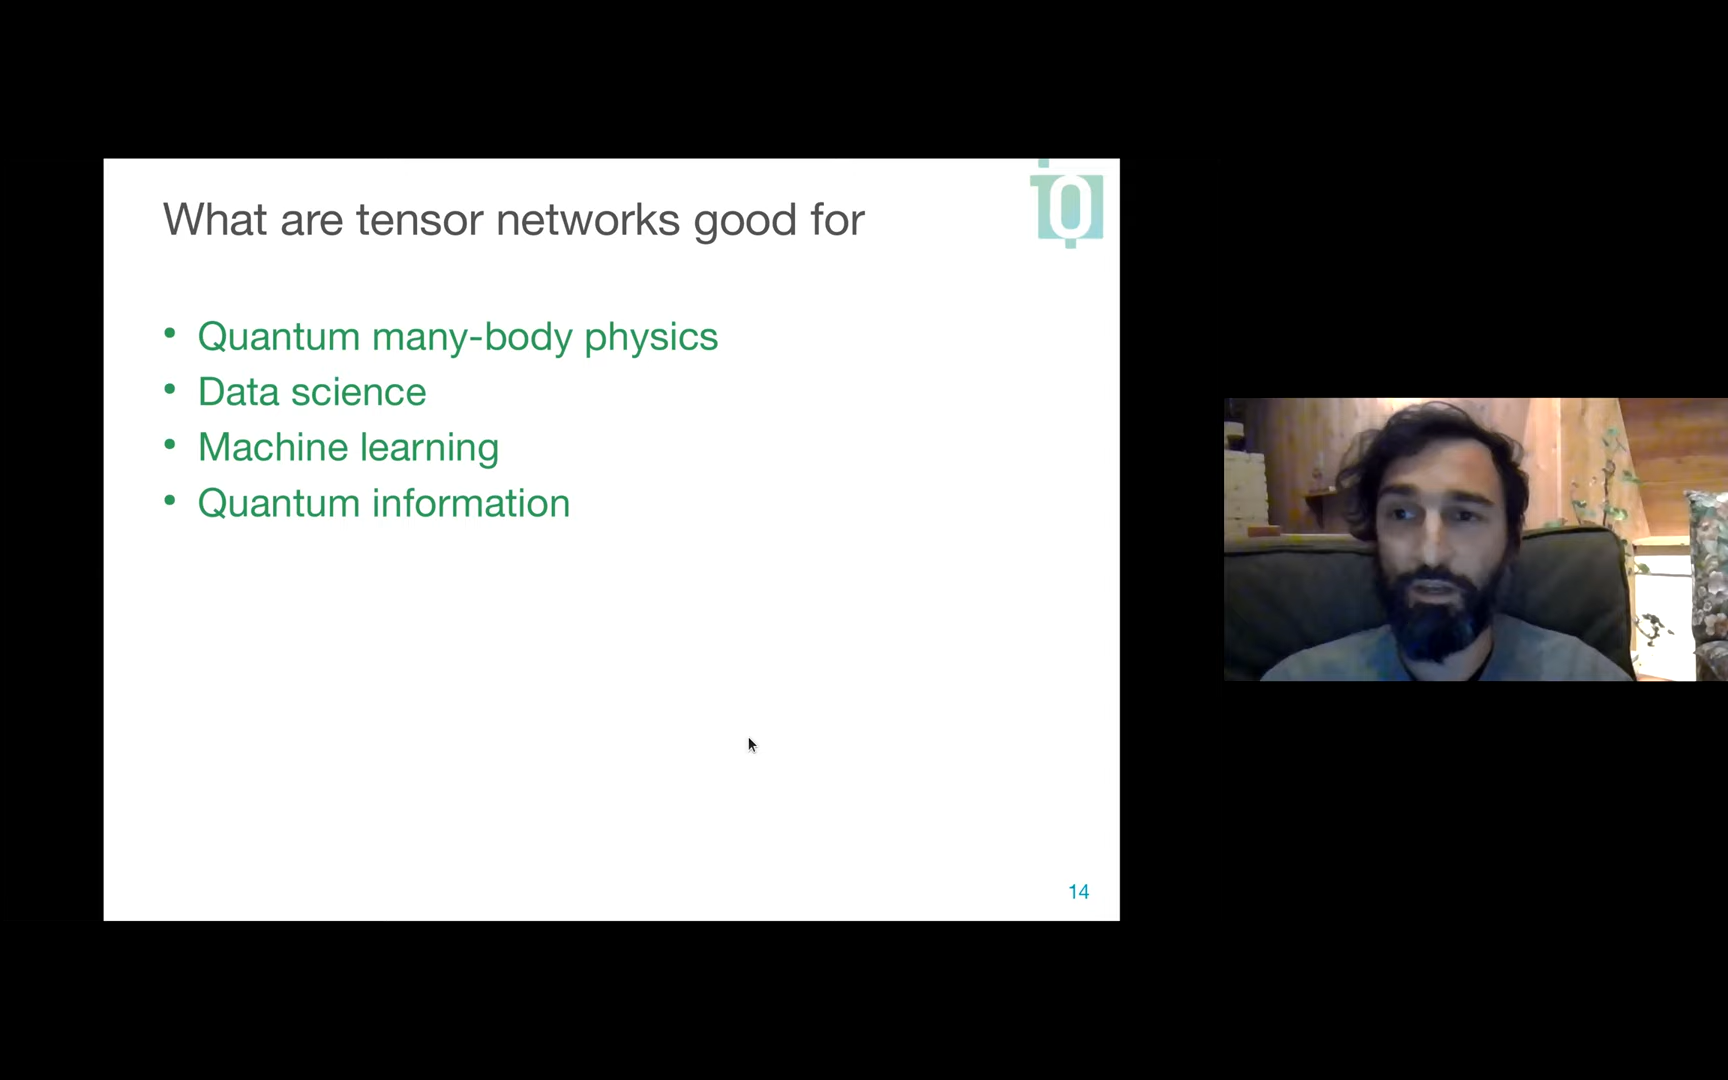 What are tensor networks good for
• Quantum many-body physics
• Data science
• Machine learning
• Quantum information
14